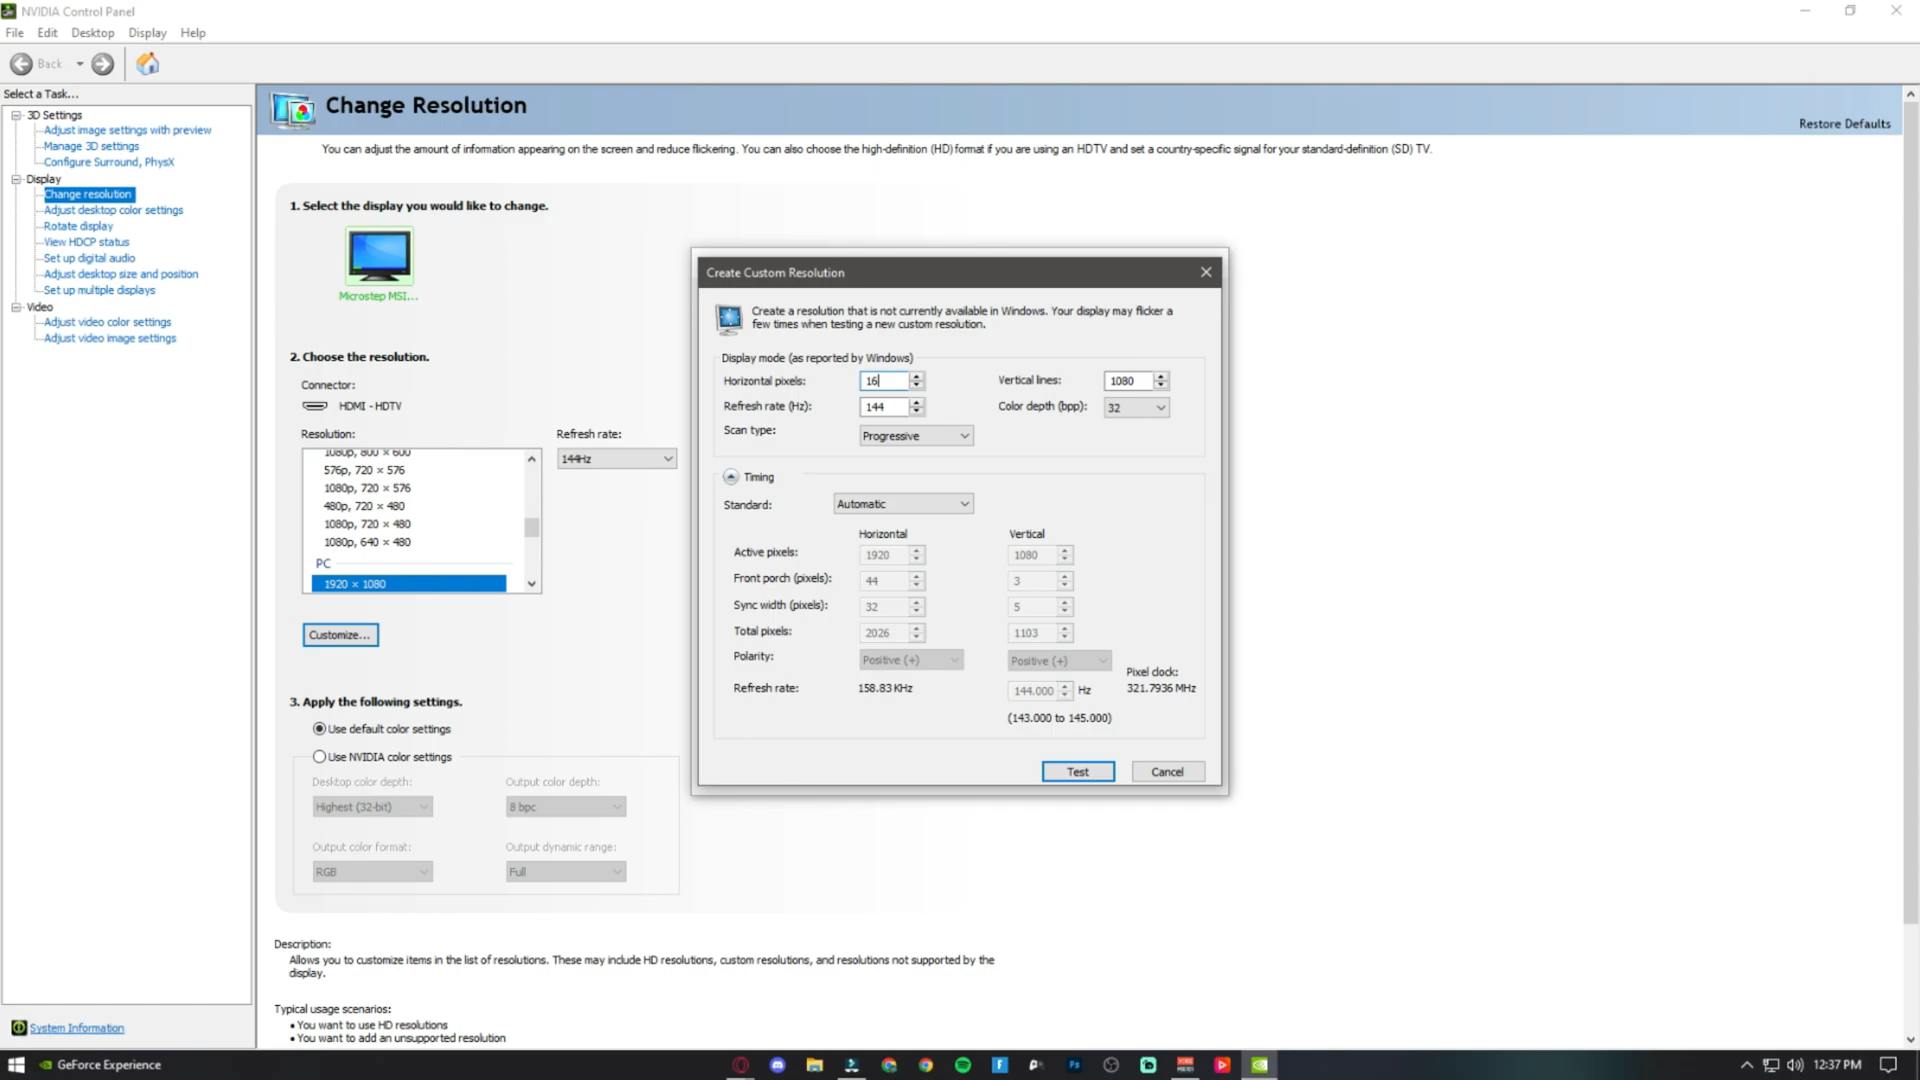 NVIDIA Control Panel
File Edit Desktop Display Help
Back
Select a Task...
3D Settings
Adjust image settings with preview
Manage 3D settings
Configure Surround, PhysX
Display
Change resolution
Adjust desktop color settings
Rotate display
View HDCP status
Set up digital audio
Adjust desktop size and position
Set up multiple displays
Video
Adjust video color settings
Adjust video image settings
System Information
Change Resolution
Restore Defaults
You can adjust the amount of information appearing on the screen and reduce flickering. You can also choose the high-definition (HD) format if you are using an HDTV and set a country-specific signal for your standard-definition (SD) TV.
1. Select the display you would like to change.
Microstep MSI...
2. Choose the resolution.
Connector:
HDMI - HDTV
Resolution:
1080p, 800 × 600
576p, 720 × 576
1080p, 720 × 576
480p, 720 × 480
1080p, 720 × 480
1080p, 640 × 480
PC
1920 × 1080
Refresh rate:
144Hz
Customize...
3. Apply the following settings.
Use default color settings
Use NVIDIA color settings
Desktop color depth: Output color depth:
Highest (32-bit) 8 bpc
Output color format: Output dynamic range:
RGB Full
Description:
Allows you to customize items in the list of resolutions. These may include HD resolutions, custom resolutions, and resolutions not supported by the
display.
Typical usage scenarios:
• You want to use HD resolutions
• You want to add an unsupported resolution
Create Custom Resolution
Create a resolution that is not currently available in Windows. Your display may flicker a
few times when testing a new custom resolution.
Display mode (as reported by Windows)
Horizontal pixels: 16 Vertical lines: 1080
Refresh rate (Hz): 144 Color depth (bpp): 32
Scan type: Progressive
Timing
Standard: Automatic
Horizontal Vertical
Active pixels: 1920 1080
Front porch (pixels): 44 3
Sync width (pixels): 32 5
Total pixels: 2026 1103
Polarity: Positive (+) Positive (+)
Pixel clock:
Refresh rate: 158.83 KHz 144.000 Hz 321.7936 MHz
(143.000 to 145.000)
Test Cancel
GeForce Experience
Ps
12:37 PM